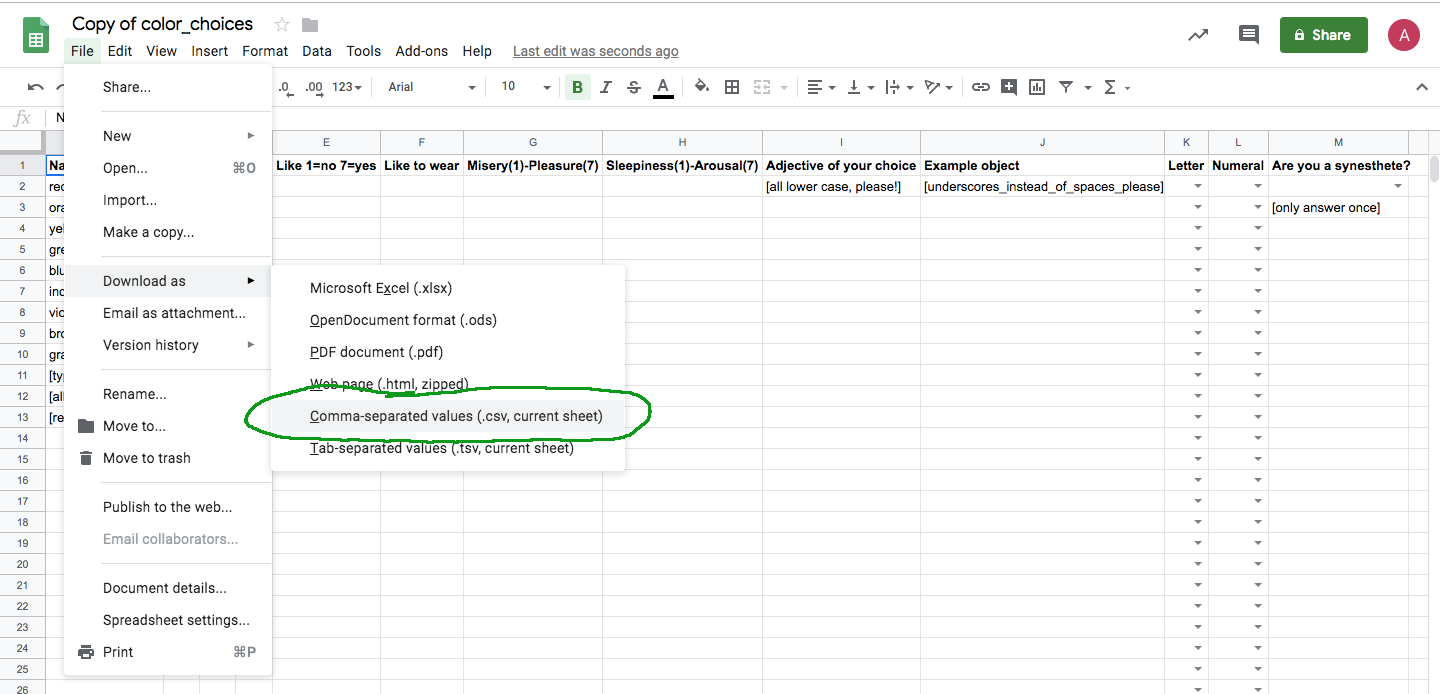 Copy of color_choices
File Edit View Insert Format Data Tools Add-ons Help Last edit was seconds ago
Share
A
.0 .00 123 Arial 10 B I S A Σ
fx N
E F G H I J K L M
1 Na Like 1=no 7=yes Like to wear Misery(1)-Pleasure(7) Sleepiness(1)-Arousal(7) Adjective of your choice Example object Letter Numeral Are you a synesthete?
2 red [all lower case, please!] [underscores_instead_of_spaces_please]
3 ora [only answer once]
4 yel
5 gre
6 blu
7 ind
8 vio
9 bro
10 gra
11 [typ
12 [all
13 [re
14
15
16
17
18
19
20
21
22
23
24
25
26
Share...
New
Open... ⌘O
Import...
Make a copy...
Download as
Email as attachment...
Version history
Rename...
Move to...
Move to trash
Publish to the web...
Email collaborators...
Document details...
Spreadsheet settings...
Print ⌘P
Microsoft Excel (.xlsx)
OpenDocument format (.ods)
PDF document (.pdf)
Web page (.html, zipped)
Comma-separated values (.csv, current sheet)
Tab-separated values (.tsv, current sheet)